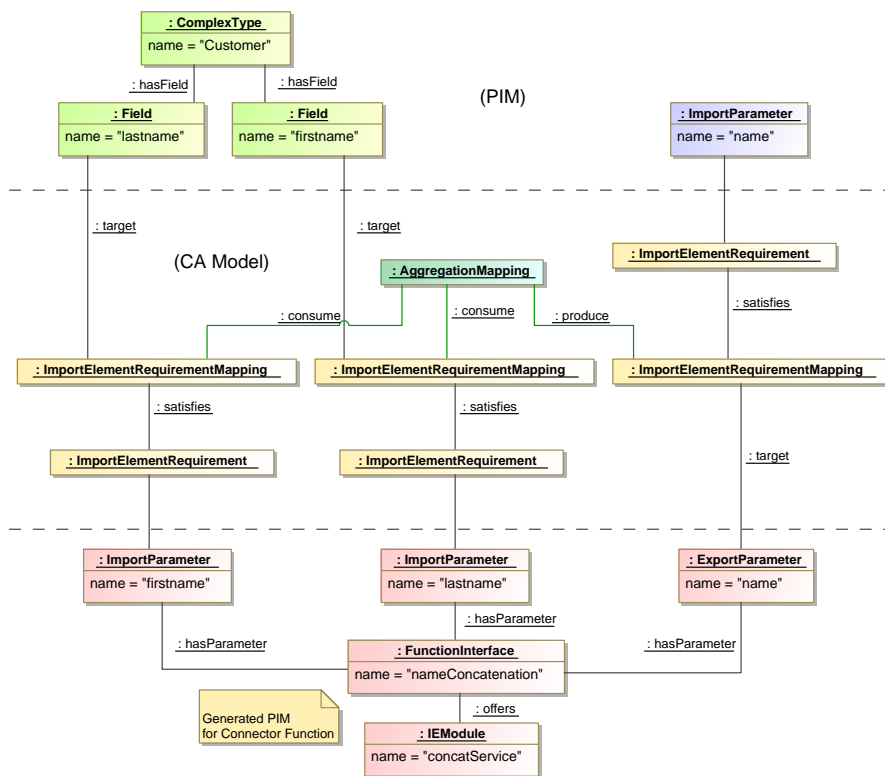 : ComplexType
name = "Customer"
: hasField
: hasField
(PIM)
: Field
name = "lastname"
: Field
name = "firstname"
: ImportParameter
name = "name"
: target
: target
(CA Model)
: AggregationMapping
: ImportElementRequirement
: consume
: consume
: produce
: satisfies
: ImportElementRequirementMapping
: ImportElementRequirementMapping
: ImportElementRequirementMapping
: satisfies
: satisfies
: target
: ImportElementRequirement
: ImportElementRequirement
: ImportParameter
name = "firstname"
: ImportParameter
name = "lastname"
: ExportParameter
name = "name"
: hasParameter
: hasParameter
: hasParameter
: FunctionInterface
name = "nameConcatenation"
Generated PIM
for Connector Function
: offers
: IEModule
name = "concatService"